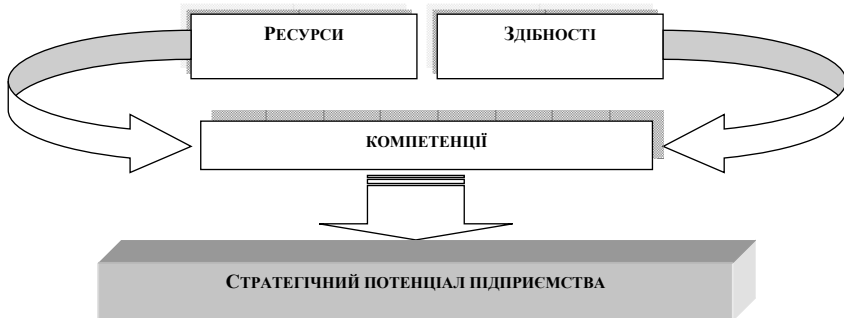 РЕСУРСИ
ЗДІБНОСТІ
КОМПЕТЕНЦІЇ
СТРАТЕГІЧНИЙ ПОТЕНЦІАЛ ПІДПРИЄМСТВА